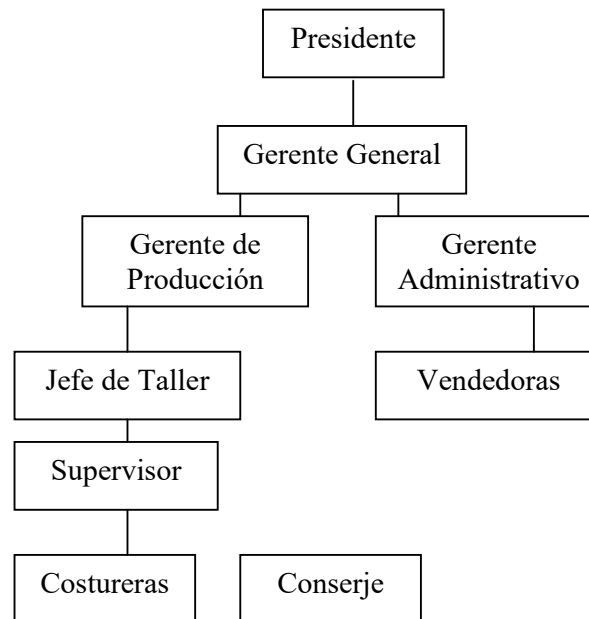 Presidente
Gerente General
Gerente de
Producción
Gerente
Administrativo
Jefe de Taller
Vendedoras
Supervisor
Costureras
Conserje